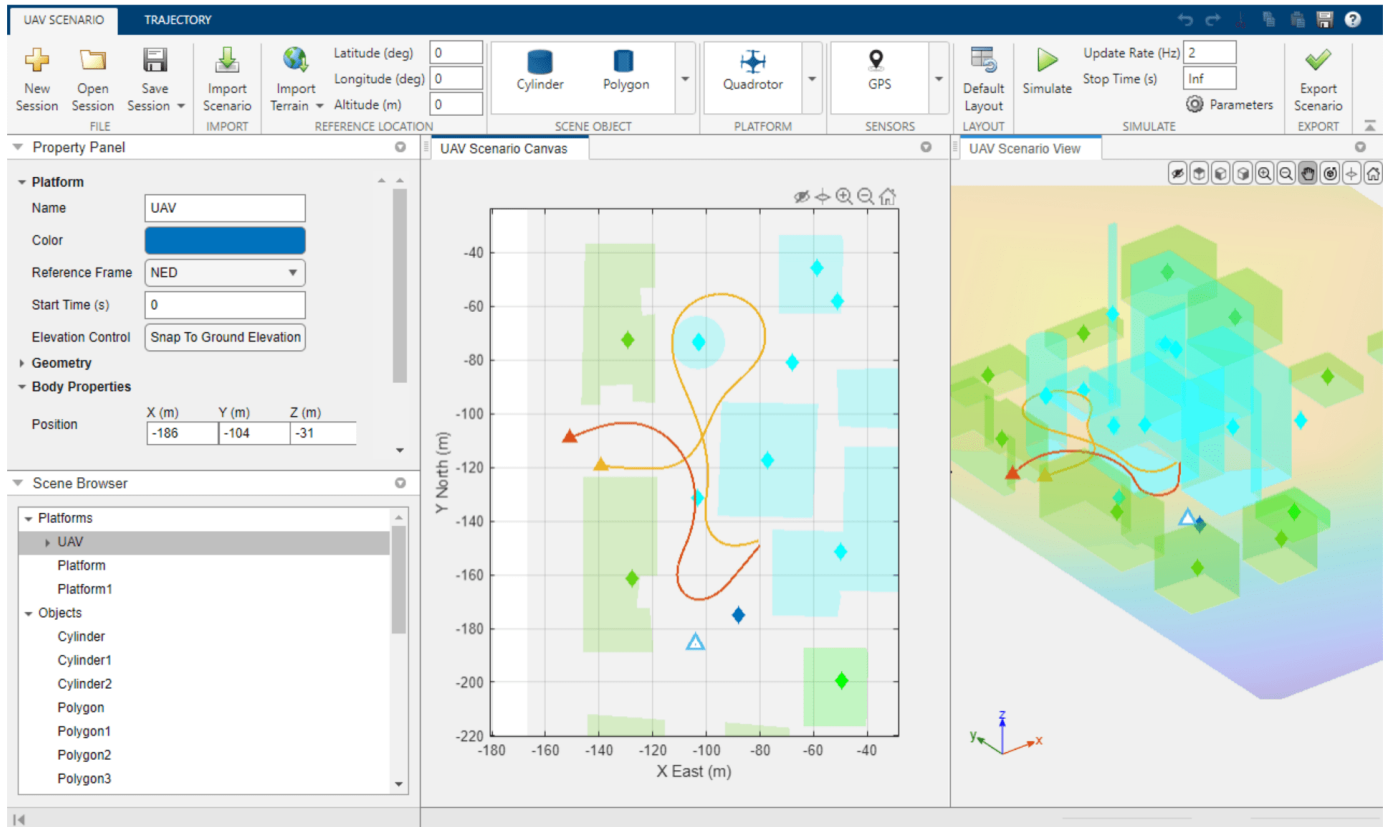 UAV SCENARIO TRAJECTORY
New Session
Open Session
Save Session
FILE
Import Scenario
IMPORT
Import Terrain
Latitude (deg) 0
Longitude (deg) 0
Altitude (m) 0
REFERENCE LOCATION
Cylinder Polygon
SCENE OBJECT
Quadrotor
PLATFORM
GPS
SENSORS
Default Layout
LAYOUT
Simulate
Update Rate (Hz) 2
Stop Time (s) Inf
Parameters
SIMULATE
Export Scenario
EXPORT
Property Panel
Platform
Name UAV
Color
Reference Frame NED
Start Time (s) 0
Elevation Control Snap To Ground Elevation
Geometry
Body Properties
X (m) Y (m) Z (m)
Position -186 -104 -31
Scene Browser
Platforms
UAV
Platform
Platform1
Objects
Cylinder
Cylinder1
Cylinder2
Polygon
Polygon1
Polygon2
Polygon3
UAV Scenario Canvas
-40
-60
-80
-100
-120
-140
-160
-180
-200
-220
Y North (m)
-180 -160 -140 -120 -100 -80 -60 -40
X East (m)
UAV Scenario View
z
y x